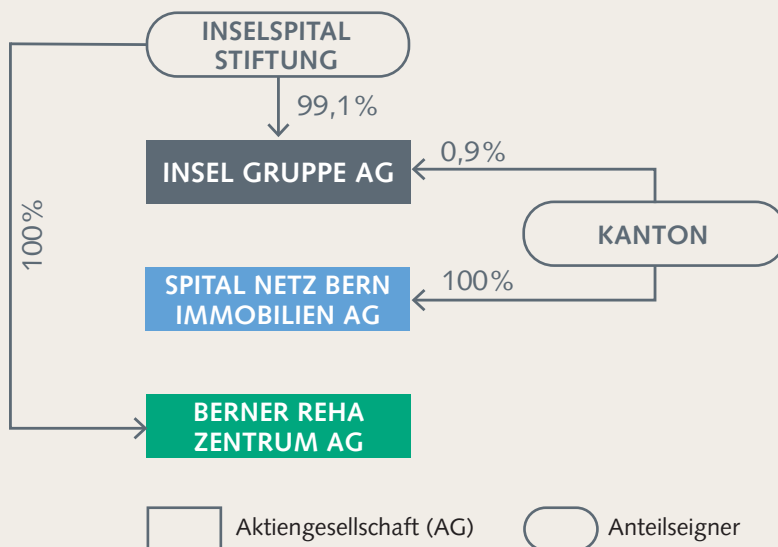 INSELSPITAL
STIFTUNG
99,1%
INSEL GRUPPE AG
0,9%
KANTON
100%
SPITAL NETZ BERN
IMMOBILIEN AG
100%
BERNER REHA
ZENTRUM AG
Aktiengesellschaft (AG)
Anteilseigner